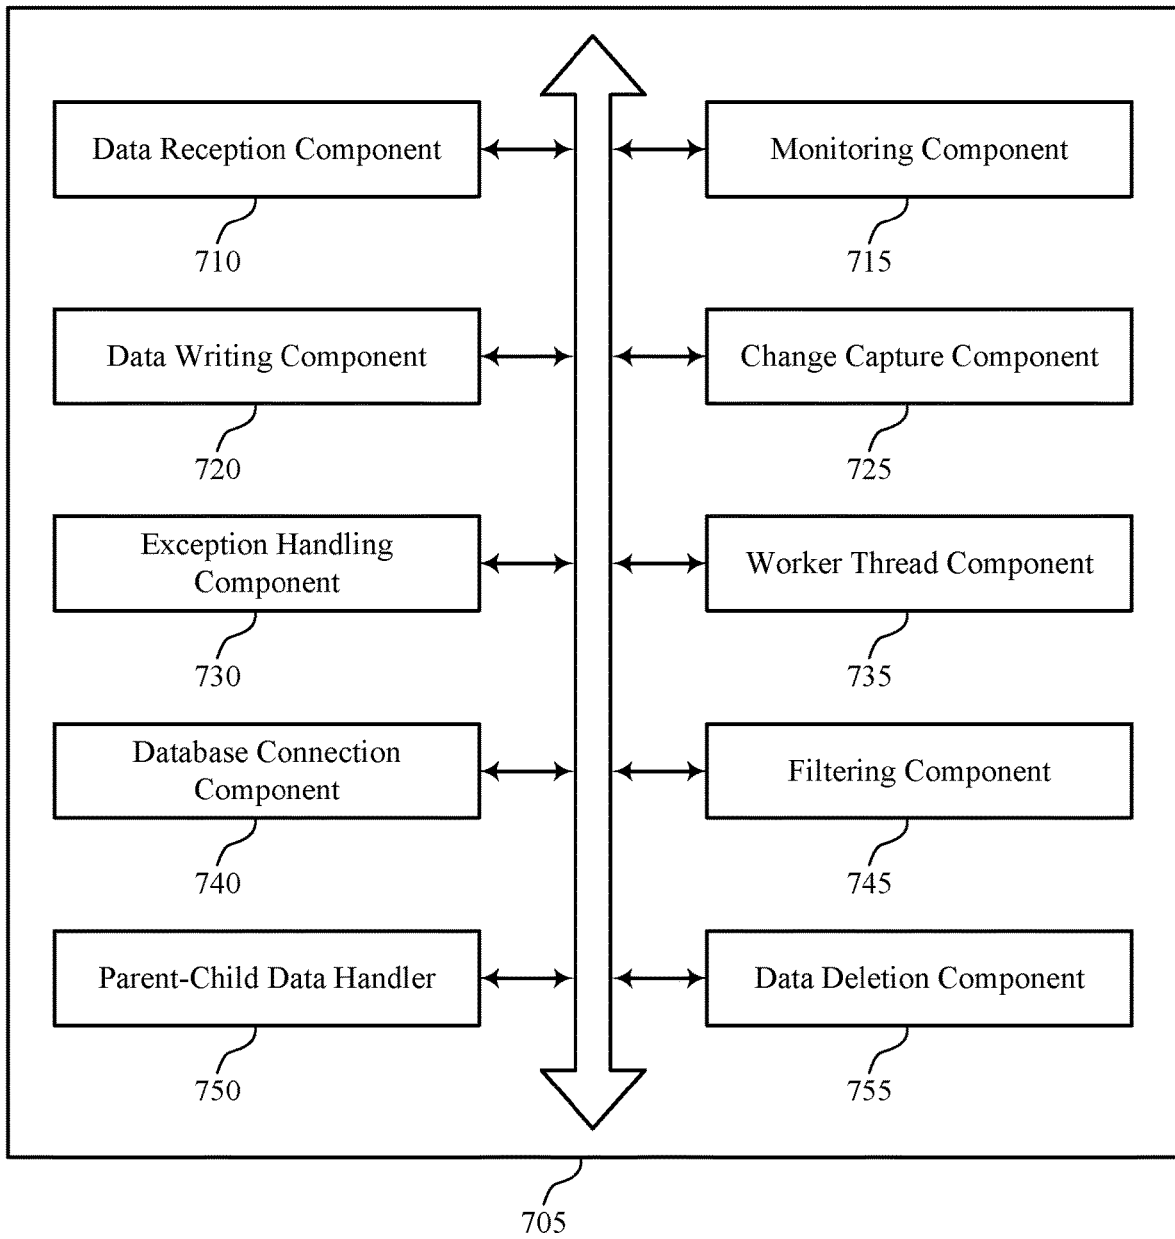 Data Reception Component
Monitoring Component
710
715
Data Writing Component
Change Capture Component
720
725
Exception Handling
Component
Worker Thread Component
730
735
Database Connection
Component
Filtering Component
740
745
Parent-Child Data Handler
Data Deletion Component
750
755
705